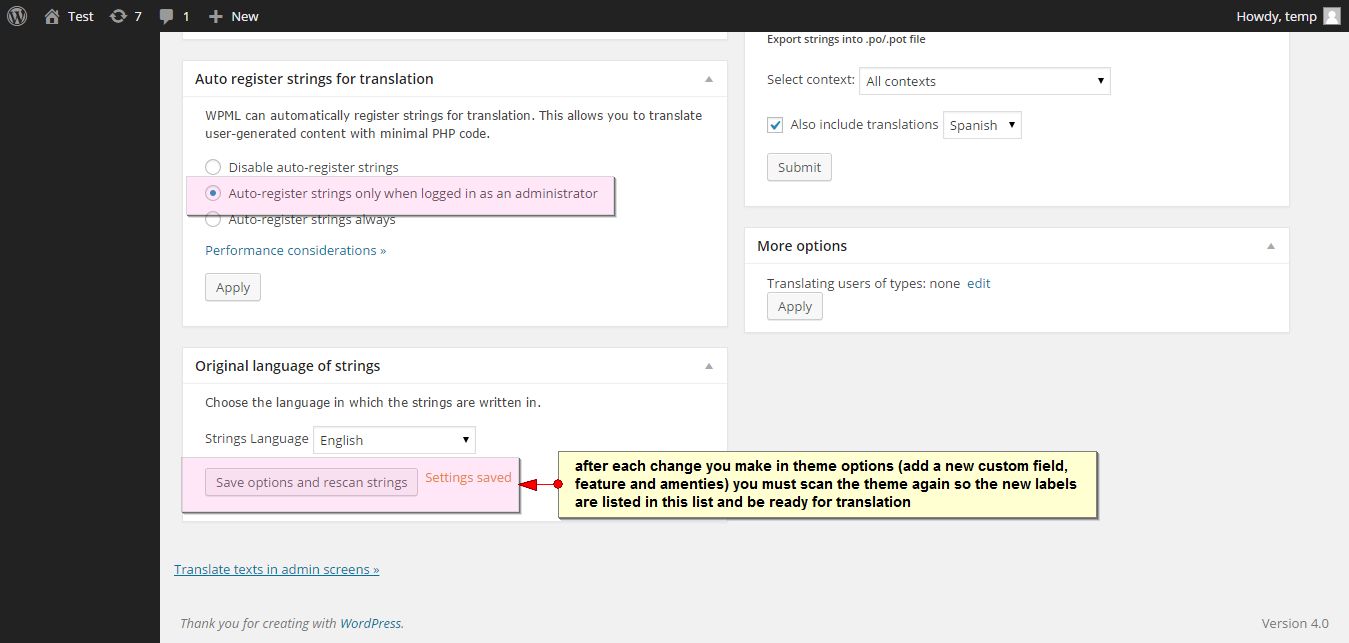 Test 7 1 New
Howdy, temp
Auto register strings for translation
WPML can automatically register strings for translation. This allows you to translate
user-generated content with minimal PHP code.
Disable auto-register strings
Auto-register strings only when logged in as an administrator
Auto-register strings always
Performance considerations »
Apply
Original language of strings
Choose the language in which the strings are written in.
Strings Language English
Save options and rescan strings Settings saved
after each change you make in theme options (add a new custom field,
feature and amenties) you must scan the theme again so the new labels
are listed in this list and be ready for translation
Export strings into .po/.pot file
Select context: All contexts
Also include translations Spanish
Submit
More options
Translating users of types: none edit
Apply
Translate texts in admin screens »
Thank you for creating with WordPress.
Version 4.0